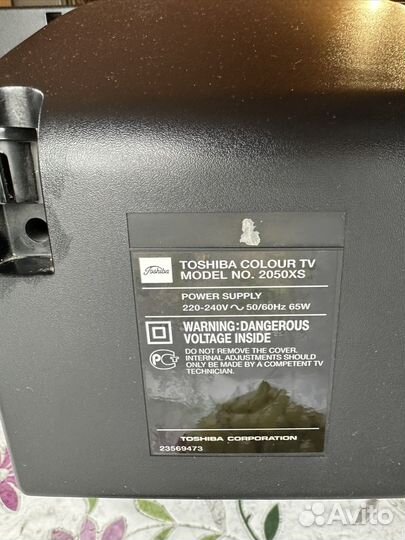 Toshiba
TOSHIBA COLOUR TV
MODEL NO. 2050XS
POWER SUPPLY
220-240V ~ 50/60Hz 65W
WARNING:DANGEROUS
VOLTAGE INSIDE
DO NOT REMOVE THE COVER.
INTERNAL ADJUSTMENTS SHOULD
ONLY BE MADE BY A COMPETENT TV
TECHNICIAN.
TOSHIBA CORPORATION
23569473
Avito